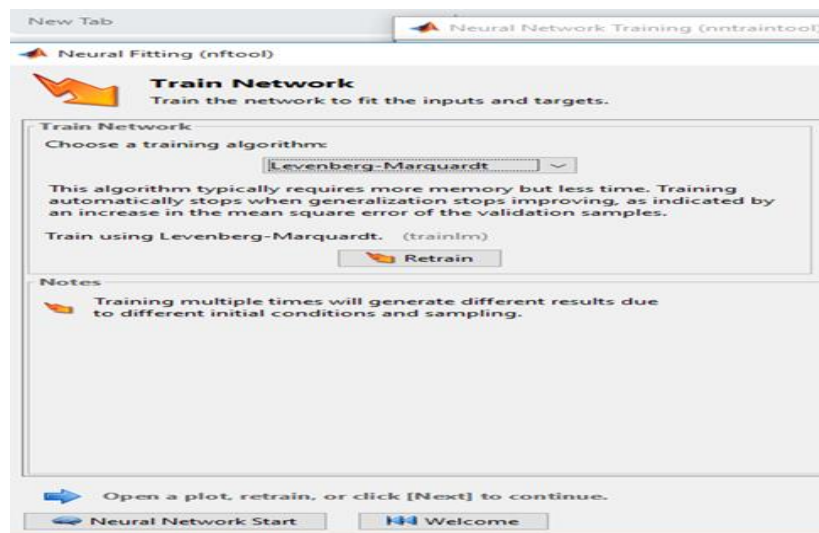 New Tab
Neural Network Training (nntraintool)
Neural Fitting (nftool)
Train Network
Train the network to fit the inputs and targets.
Train Network
Choose a training algorithm:
Levenberg-Marquardt
This algorithm typically requires more memory but less time. Training
automatically stops when generalization stops improving, as indicated by
an increase in the mean square error of the validation samples.
Train using Levenberg-Marquardt. (trainlm)
Retrain
Notes
Training multiple times will generate different results due
to different initial conditions and sampling.
Open a plot, retrain, or click [Next] to continue.
Neural Network Start
Welcome